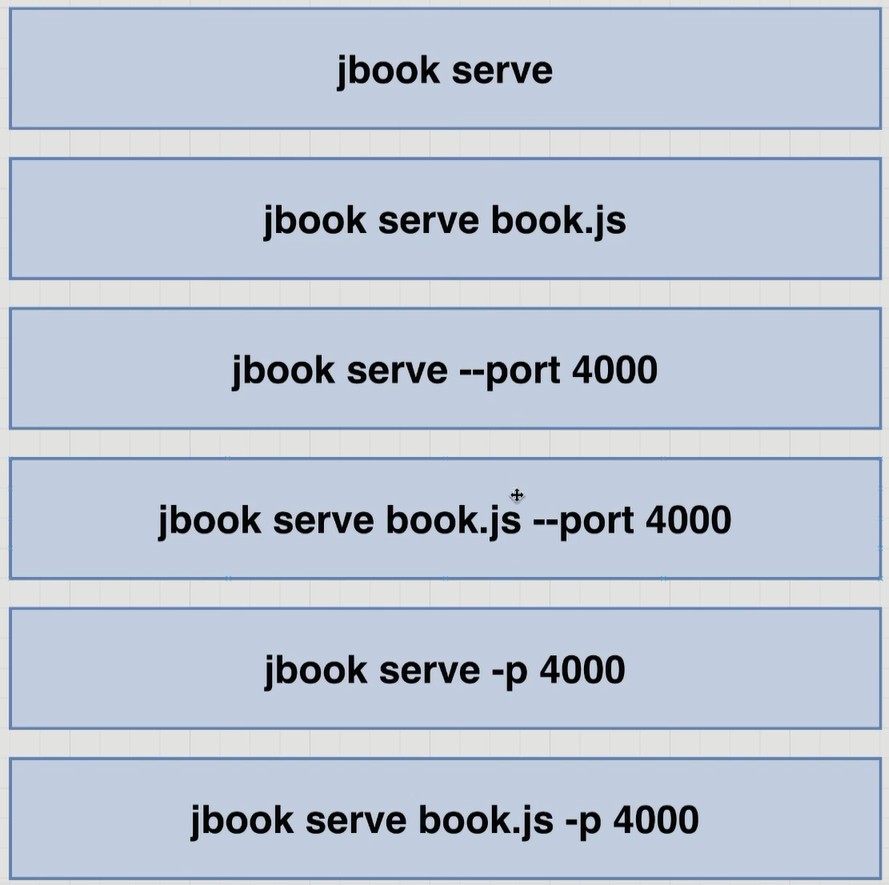 jbook serve
jbook serve book.js
jbook serve --port 4000
jbook serve book.js --port 4000
jbook serve -p 4000
jbook serve book.js -p 4000